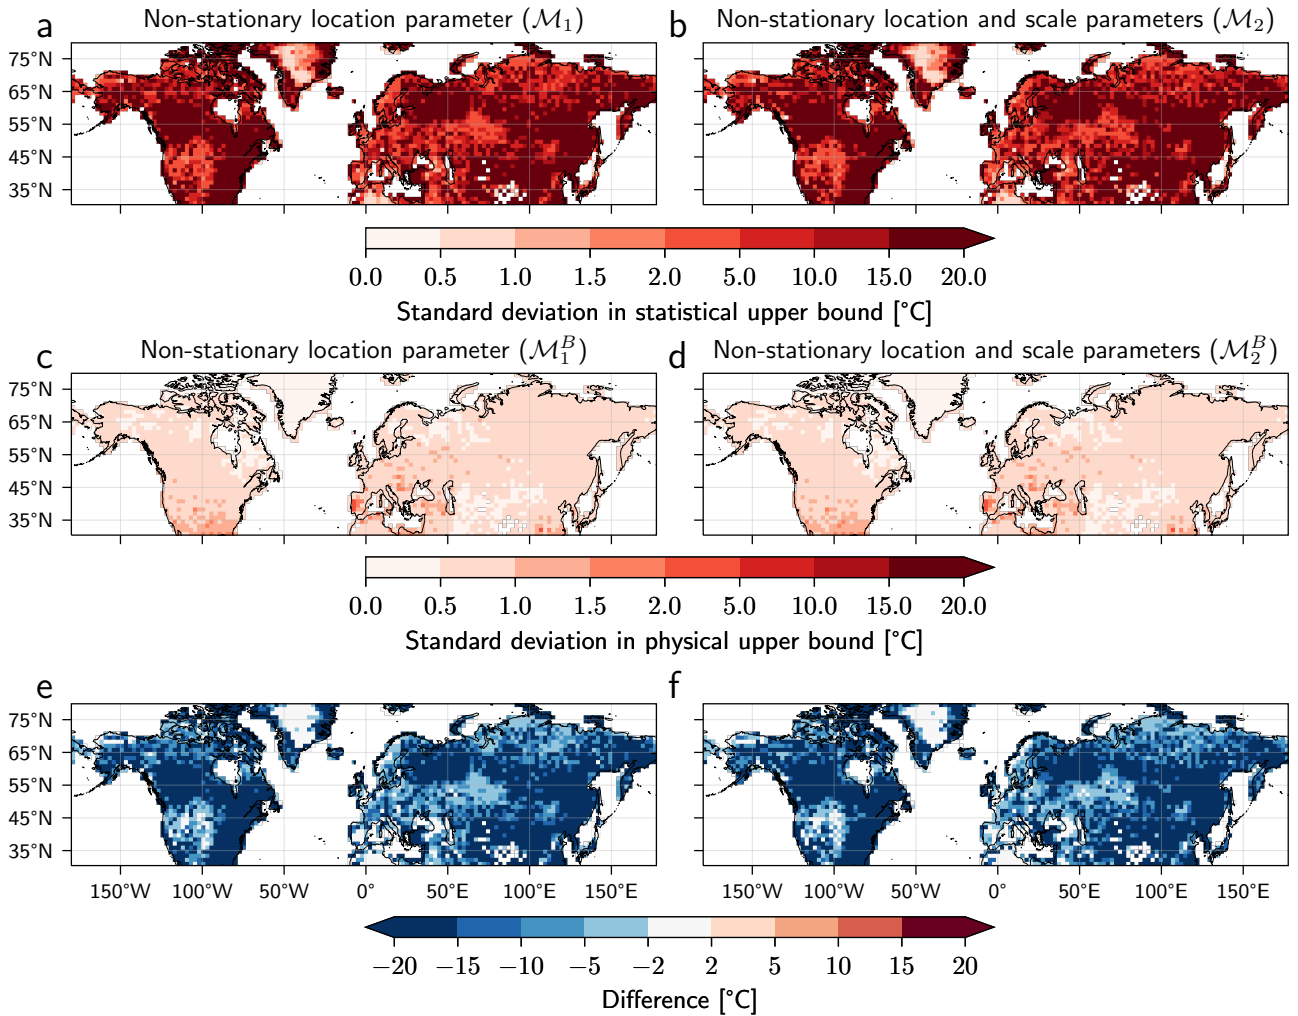 a Non-stationary location parameter (ℳ₁)
b Non-stationary location and scale parameters (ℳ₂)
75°N
65°N
55°N
45°N
35°N
0.0 0.5 1.0 1.5 2.0 5.0 10.0 15.0 20.0
Standard deviation in statistical upper bound [°C]
c Non-stationary location parameter (ℳ₁ᴮ)
d Non-stationary location and scale parameters (ℳ₂ᴮ)
75°N
65°N
55°N
45°N
35°N
0.0 0.5 1.0 1.5 2.0 5.0 10.0 15.0 20.0
Standard deviation in physical upper bound [°C]
e
f
75°N
65°N
55°N
45°N
35°N
150°W 100°W 50°W 0° 50°E 100°E 150°E
150°W 100°W 50°W 0° 50°E 100°E 150°E
−20 −15 −10 −5 −2 2 5 10 15 20
Difference [°C]